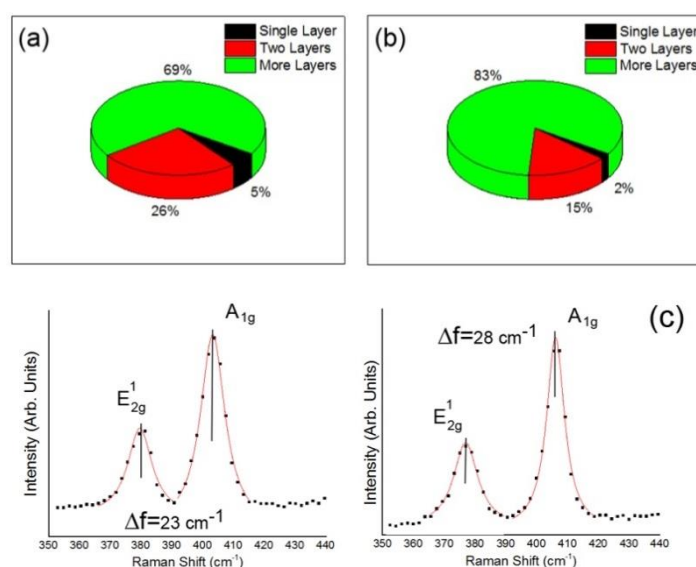 (a)
Single Layer
Two Layers
More Layers
69%
5%
26%
(b)
Single Layer
Two Layers
More Layers
83%
2%
15%
A1g
E12g
Δf=23 cm-1
Intensity (Arb. Units)
350 360 370 380 390 400 410 420 430 440
Raman Shift (cm-1)
(c)
A1g
Δf=28 cm-1
E12g
Intensity (Arb. Units)
350 360 370 380 390 400 410 420 430 440
Raman Shift (cm-1)